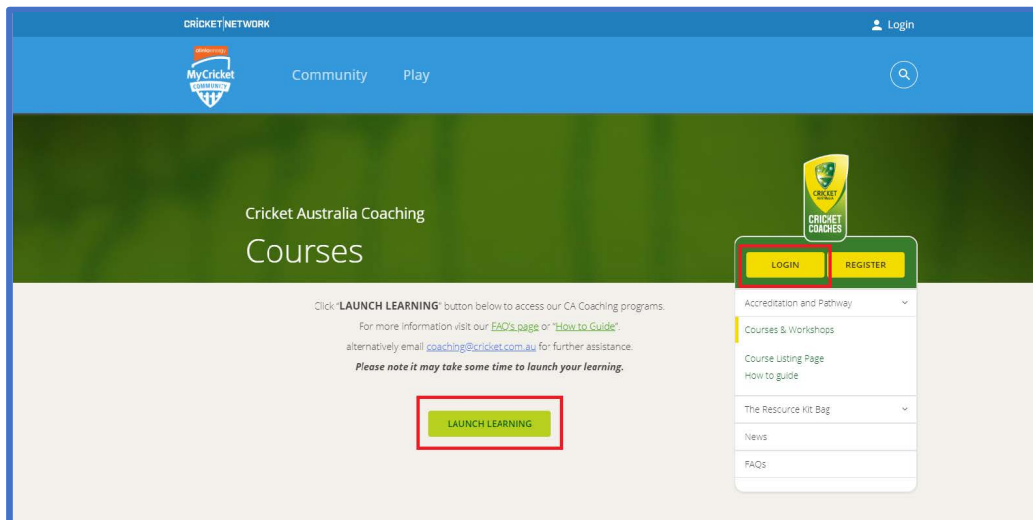 CRICKET NETWORK
Login
MyCricket
COMMUNITY
Community
Play
Cricket Australia Coaching
Courses
CRICKET
AUSTRALIA
CRICKET
COACHES
LOGIN
REGISTER
Click "LAUNCH LEARNING" button below to access our CA Coaching programs.
For more information visit our FAQ's page or "How to Guide".
alternatively email coaching@cricket.com.au for further assistance.
Please note it may take some time to launch your learning.
LAUNCH LEARNING
Accreditation and Pathway
Courses & Workshops
Course Listing Page
How to guide
The Resource Kit Bag
News
FAQs